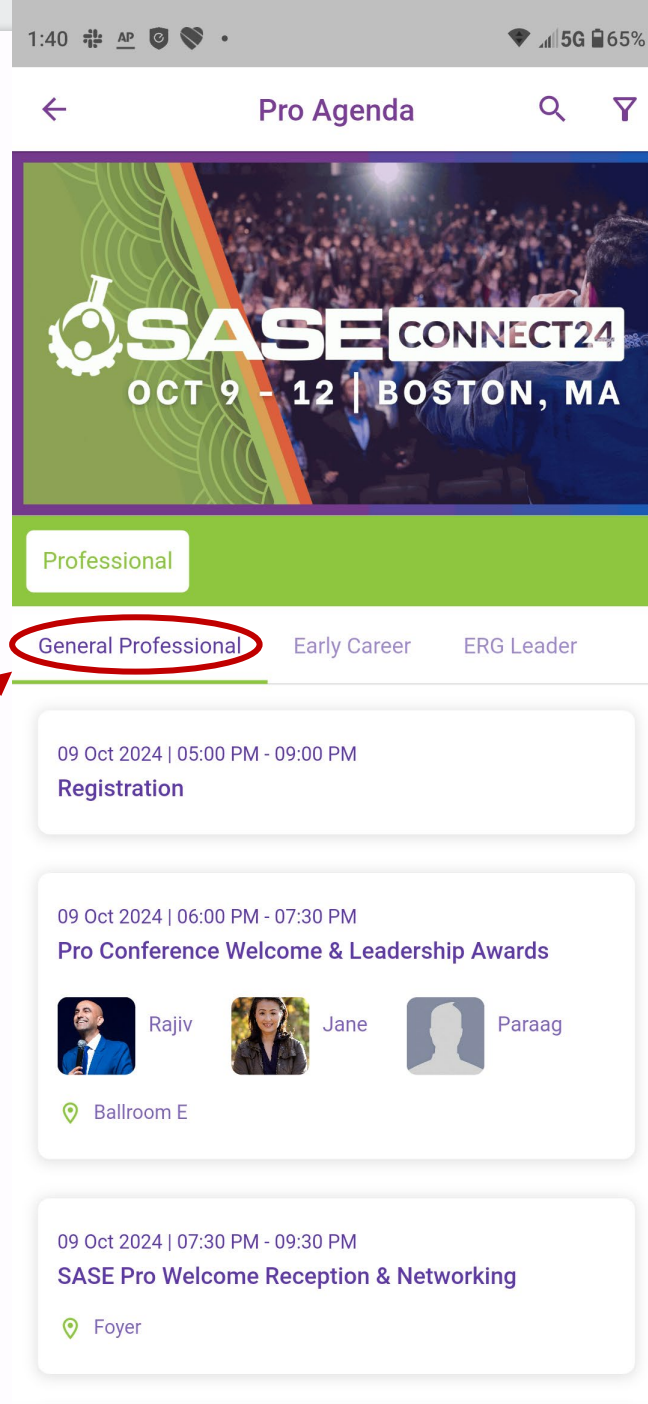 1:40 AP 5G 65%
Pro Agenda
SASE CONNECT24
OCT 9 - 12 | BOSTON, MA
Professional
General Professional Early Career ERG Leader
09 Oct 2024 | 05:00 PM - 09:00 PM
Registration
09 Oct 2024 | 06:00 PM - 07:30 PM
Pro Conference Welcome & Leadership Awards
Rajiv Jane Paraag
Ballroom E
09 Oct 2024 | 07:30 PM - 09:30 PM
SASE Pro Welcome Reception & Networking
Foyer